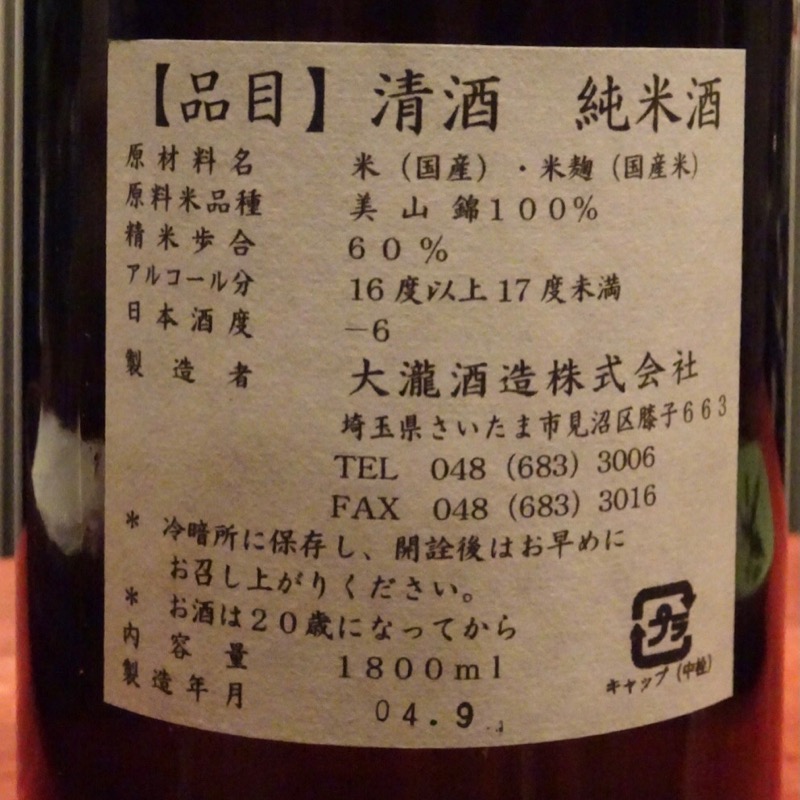 【品目】 清酒 純米酒
原材料名 米（国産）・米麹（国産米）
原料米品種 美山錦１００％
精米歩合 ６０％
アルコール分 16度以上17度未満
日本酒度 －6
製造者 大瀧酒造株式会社
埼玉県さいたま市見沼区膝子６６３
TEL 048（683）3006
FAX 048（683）3016
＊ 冷暗所に保存し、開詮後はお早めに
お召し上がりください。
＊ お酒は２０歳になってから
内容量 １８００ｍｌ
製造年月 04.9
プラ
キャップ（中栓）